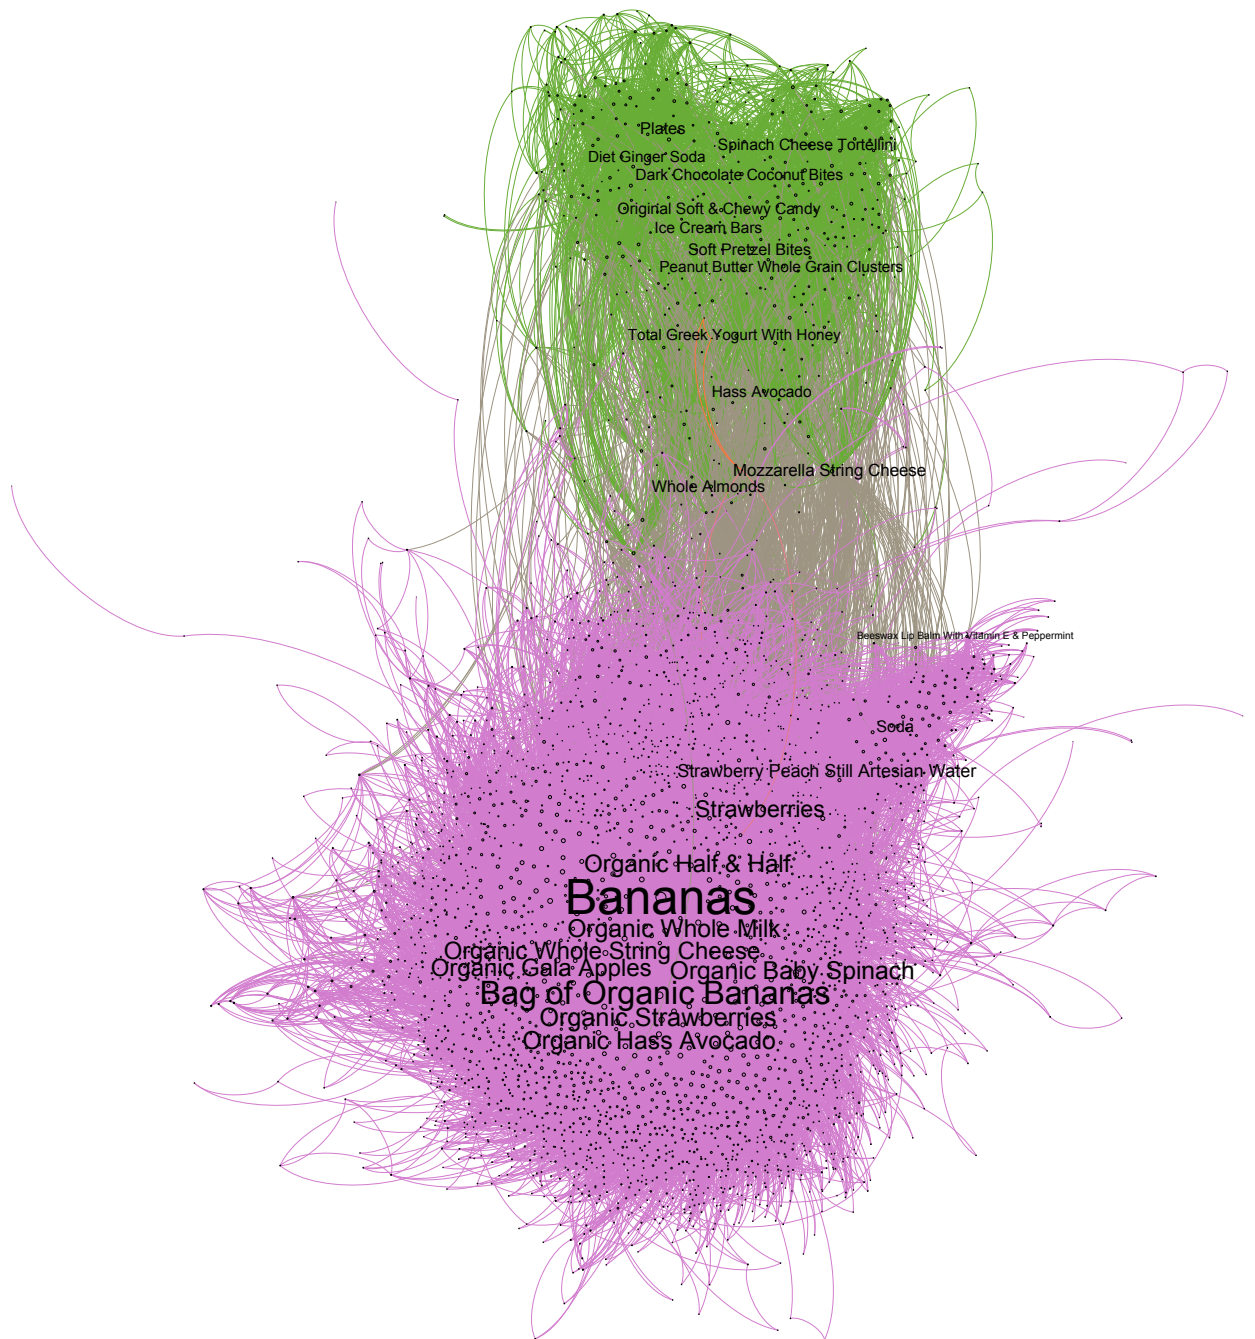 Plates
Spinach Cheese Tortellini
Diet Ginger Soda
Dark Chocolate Coconut Bites
Original Soft & Chewy Candy
Ice Cream Bars
Soft Pretzel Bites
Peanut Butter Whole Grain Clusters
Total Greek Yogurt With Honey
Hass Avocado
Mozzarella String Cheese
Whole Almonds
Beeswax Lip Balm With Vitamin E & Peppermint
Soda
Strawberry Peach Still Artesian Water
Strawberries
Organic Half & Half
Bananas
Organic Whole Milk
Organic Whole String Cheese
Organic Gala Apples
Organic Baby Spinach
Bag of Organic Bananas
Organic Strawberries
Organic Hass Avocado